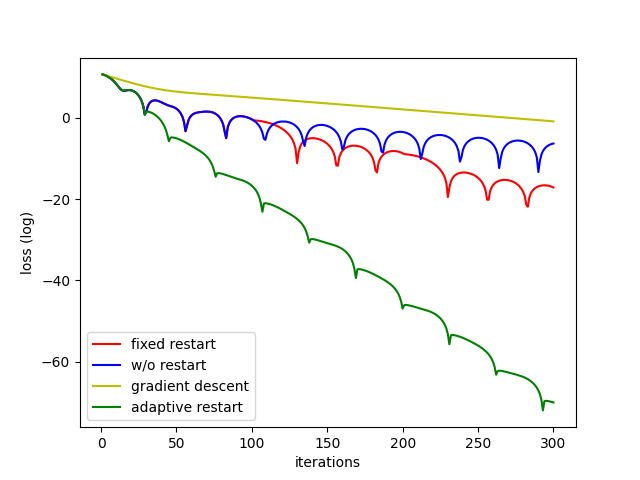 loss (log)
0
−20
−40
−60
fixed restart
w/o restart
gradient descent
adaptive restart
0 50 100 150 200 250 300
iterations